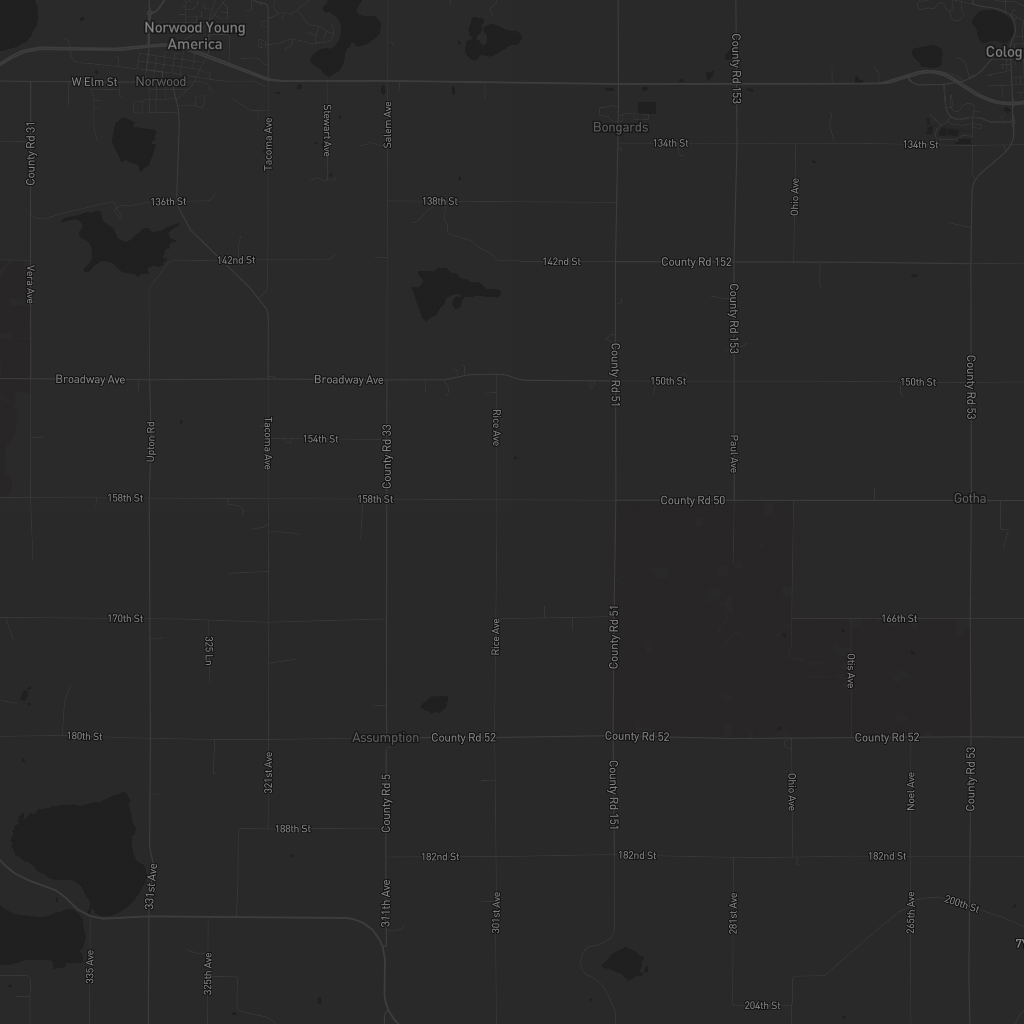 Norwood Young
America
Colog
W Elm St
Norwood
County Rd 153
Stewart Ave
Salem Ave
Tacoma Ave
County Rd 31
Bongards
134th St
134th St
136th St
138th St
Ohio Ave
142nd St
142nd St
County Rd 152
Vera Ave
County Rd 153
Broadway Ave
Broadway Ave
County Rd 51
150th St
150th St
County Rd 53
Upton Rd
Tacoma Ave
154th St
County Rd 33
Rice Ave
Paul Ave
158th St
158th St
County Rd 50
Gotha
170th St
325 Ln
Rice Ave
County Rd 51
166th St
Otis Ave
180th St
Assumption
County Rd 52
County Rd 52
County Rd 52
321st Ave
County Rd 5
County Rd 151
Ohio Ave
Noel Ave
County Rd 53
188th St
182nd St
182nd St
182nd St
331st Ave
311th Ave
301st Ave
281st Ave
265th Ave
200th St
335 Ave
325th Ave
204th St